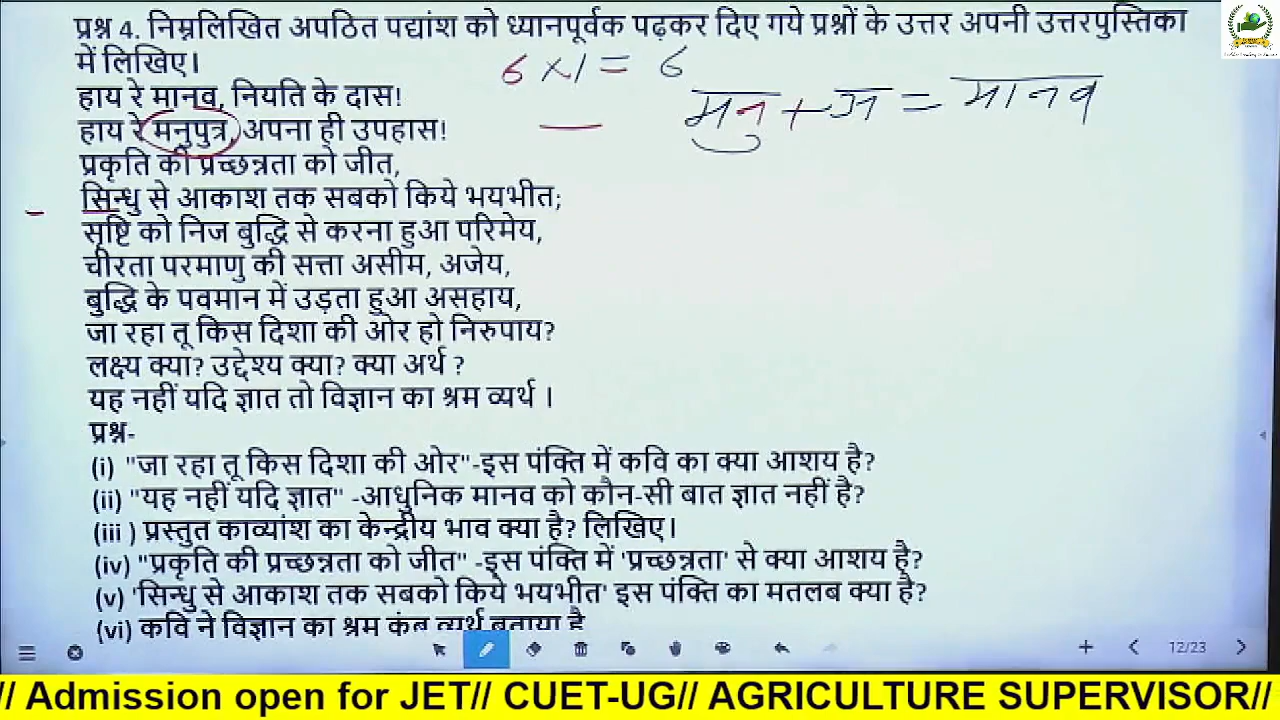 प्रश्न 4. निम्नलिखित अपठित पद्यांश को ध्यानपूर्वक पढ़कर दिए गये प्रश्नों के उत्तर अपनी उत्तरपुस्तिका
में लिखिए।
6 × 1 = 6
हाय रे मानव, नियति के दास!
मनु + अ = मानव
हाय रे मनुपुत्र, अपना ही उपहास!
प्रकृति की प्रच्छन्नता को जीत,
सिन्धु से आकाश तक सबको किये भयभीत;
सृष्टि को निज बुद्धि से करना हुआ परिमेय,
चीरता परमाणु की सत्ता असीम, अजेय,
बुद्धि के पवमान में उड़ता हुआ असहाय,
जा रहा तू किस दिशा की ओर हो निरुपाय?
लक्ष्य क्या? उद्देश्य क्या? क्या अर्थ ?
यह नहीं यदि ज्ञात तो विज्ञान का श्रम व्यर्थ ।
प्रश्न-
(i) "जा रहा तू किस दिशा की ओर"-इस पंक्ति में कवि का क्या आशय है?
(ii) "यह नहीं यदि ज्ञात" -आधुनिक मानव को कौन-सी बात ज्ञात नहीं है?
(iii ) प्रस्तुत काव्यांश का केन्द्रीय भाव क्या है? लिखिए।
(iv) "प्रकृति की प्रच्छन्नता को जीत" -इस पंक्ति में 'प्रच्छन्नता' से क्या आशय है?
(v) 'सिन्धु से आकाश तक सबको किये भयभीत' इस पंक्ति का मतलब क्या है?
(vi) कवि ने विज्ञान का श्रम कंब व्यर्थ बताया है
12/23
// Admission open for JET// CUET-UG// AGRICULTURE SUPERVISOR//